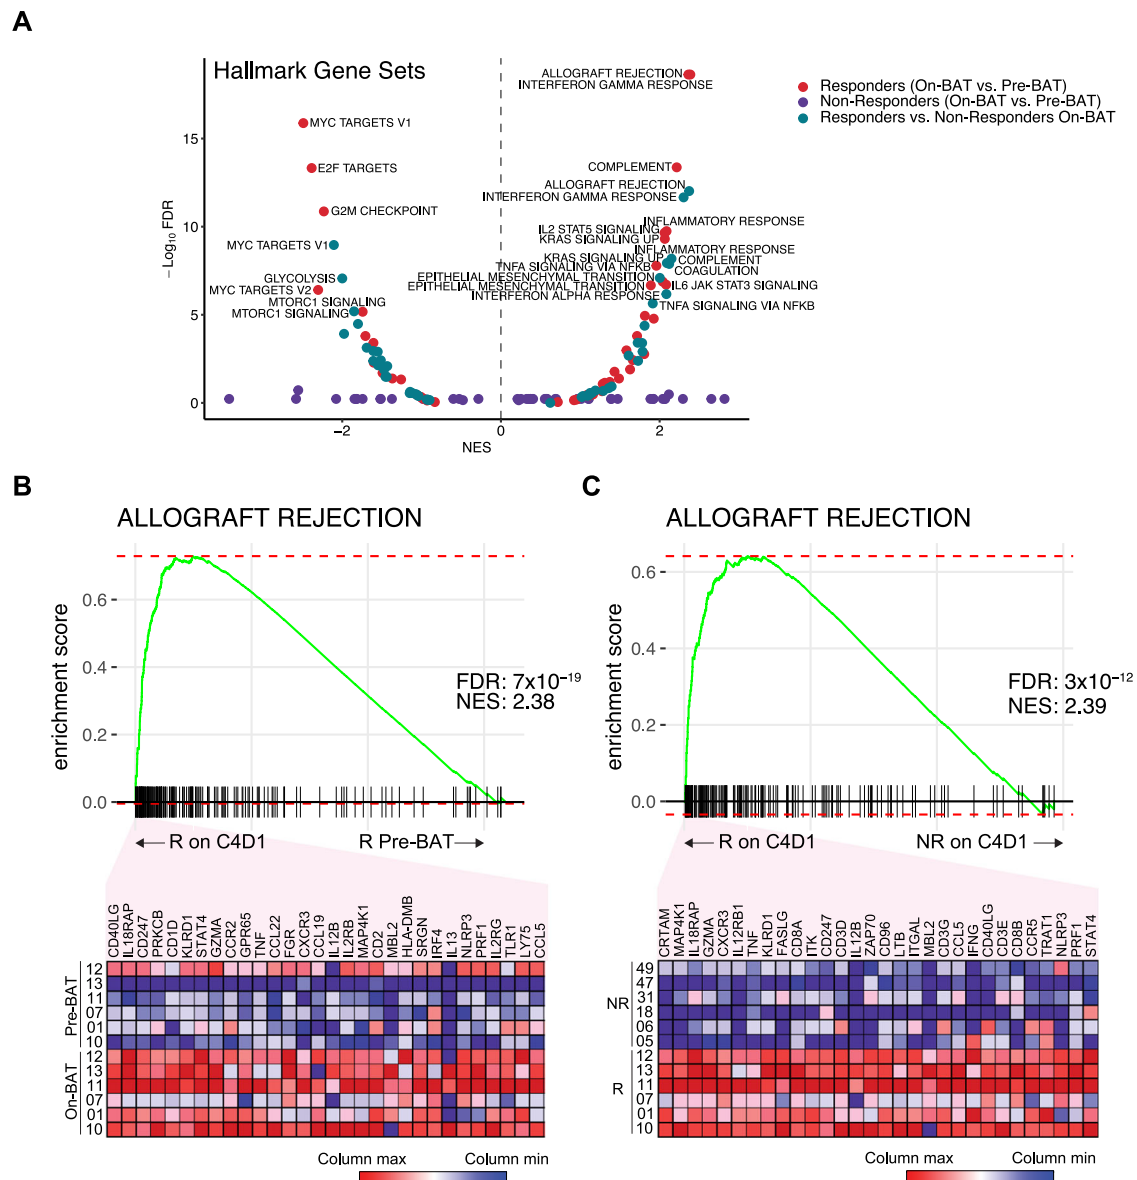 A
Hallmark Gene Sets
Responders (On-BAT vs. Pre-BAT)
Non-Responders (On-BAT vs. Pre-BAT)
Responders vs. Non-Responders On-BAT
ALLOGRAFT REJECTION
INTERFERON GAMMA RESPONSE
MYC TARGETS V1
E2F TARGETS
COMPLEMENT
ALLOGRAFT REJECTION
INTERFERON GAMMA RESPONSE
G2M CHECKPOINT
INFLAMMATORY RESPONSE
IL2 STAT5 SIGNALING
KRAS SIGNALING UP
MYC TARGETS V1
INFLAMMATORY RESPONSE
KRAS SIGNALING UP
COMPLEMENT
TNFA SIGNALING VIA NFKB
COAGULATION
GLYCOLYSIS
EPITHELIAL MESENCHYMAL TRANSITION
EPITHELIAL MESENCHYMAL TRANSITION
IL6 JAK STAT3 SIGNALING
MYC TARGETS V2
INTERFERON ALPHA RESPONSE
MTORC1 SIGNALING
TNFA SIGNALING VIA NFKB
MTORC1 SIGNALING
−Log10 FDR
15
10
5
0
−2
0
2
NES
B
ALLOGRAFT REJECTION
enrichment score
0.6
0.4
0.2
0.0
FDR: 7x10−19
NES: 2.38
R on C4D1
R Pre-BAT
CD40LG
IL18RAP
CD247
PRKCB
CD1D
KLRD1
STAT4
GZMA
CCR2
GPR65
TNF
CCL22
FGR
CXCR3
CCL19
IL12B
IL2RB
MAP4K1
CD2
MBL2
HLA-DMB
SRGN
IRF4
IL13
NLRP3
PRF1
IL2RG
TLR1
LY75
CCL5
Pre-BAT
12
13
11
07
01
10
On-BAT
12
13
11
07
01
10
Column max
Column min
C
ALLOGRAFT REJECTION
enrichment score
0.6
0.4
0.2
0.0
FDR: 3x10−12
NES: 2.39
R on C4D1
NR on C4D1
CRTAM
MAP4K1
IL18RAP
GZMA
CXCR3
IL12RB1
TNF
KLRD1
FASLG
CD8A
ITK
CD247
CD3D
IL12B
ZAP70
CD96
LTB
ITGAL
MBL2
CD3G
CCL5
IFNG
CD40LG
CD3E
CD8B
CCR5
TRAT1
NLRP3
PRF1
STAT4
NR
49
47
31
18
06
05
R
12
13
11
07
01
10
Column max
Column min